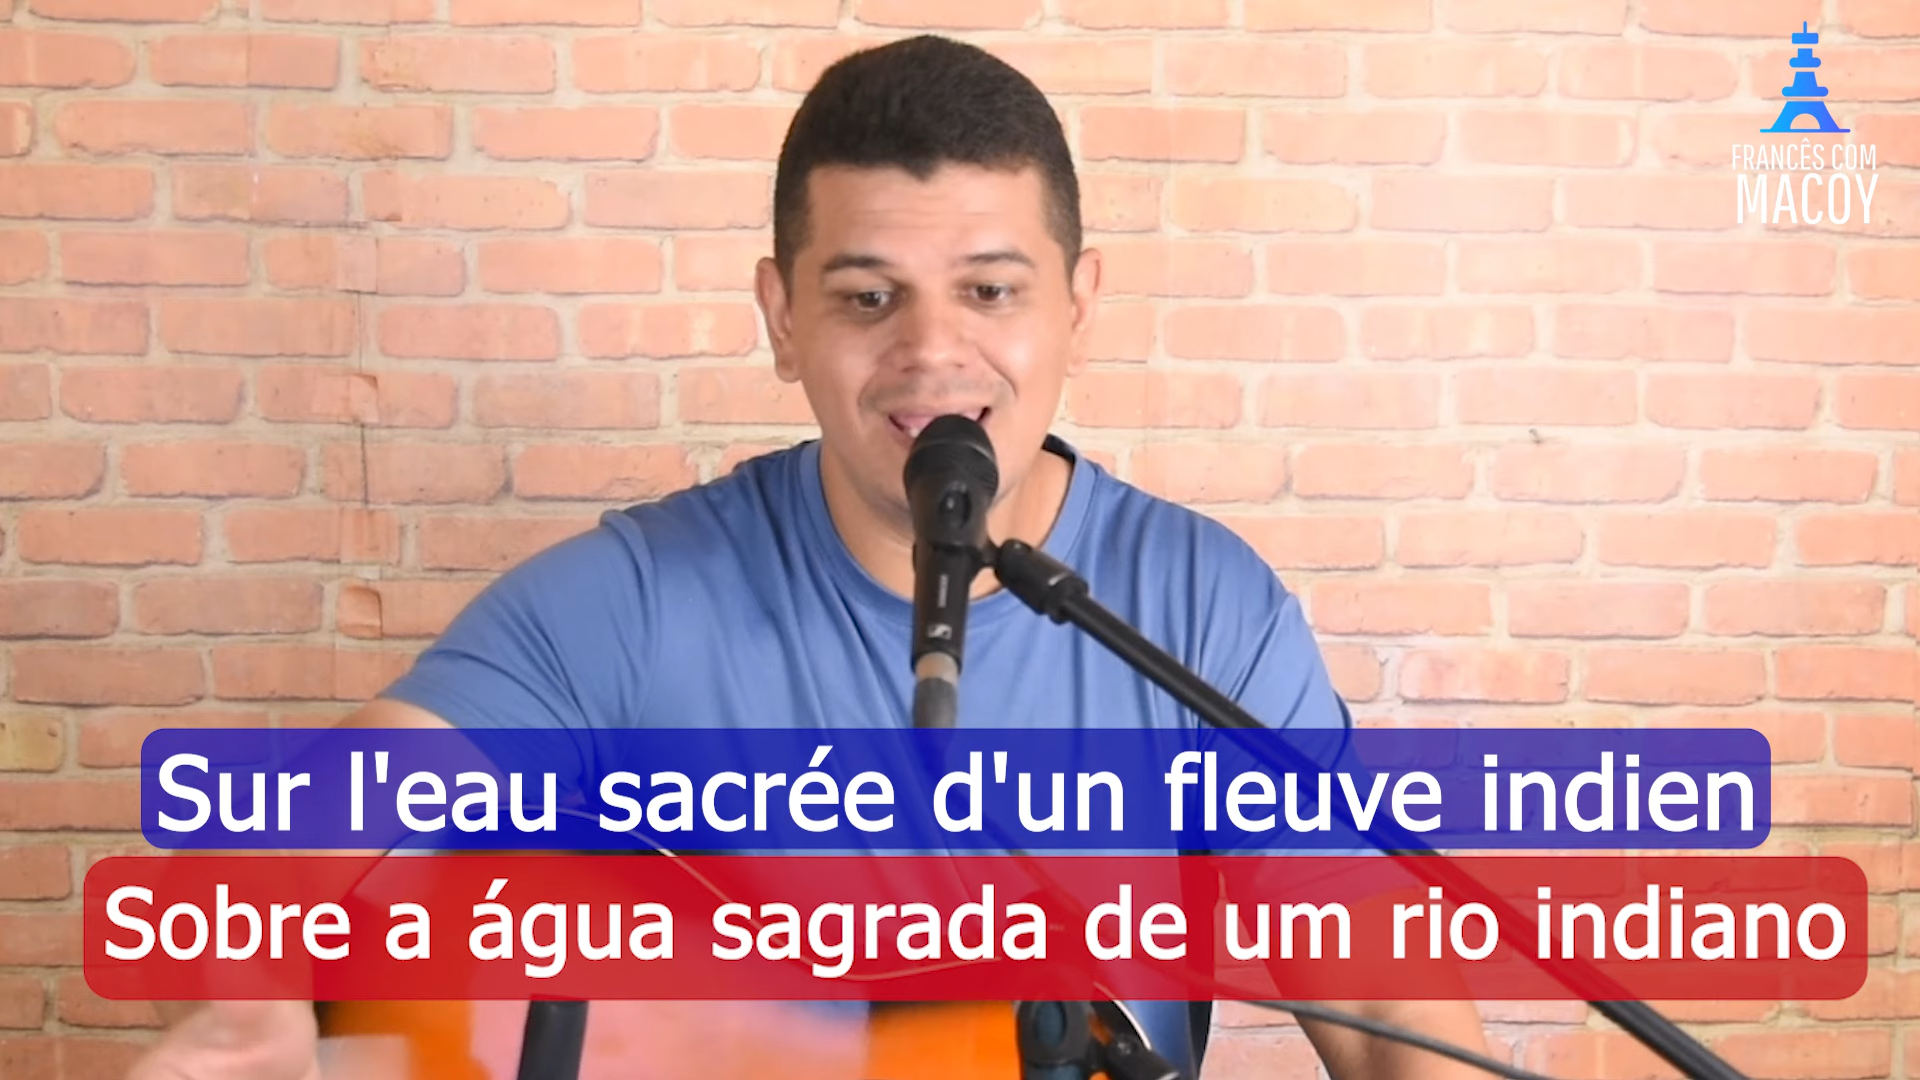 FRANCÊS COM
MACOY
Sur l'eau sacrée d'un fleuve indien
Sobre a água sagrada de um rio indiano